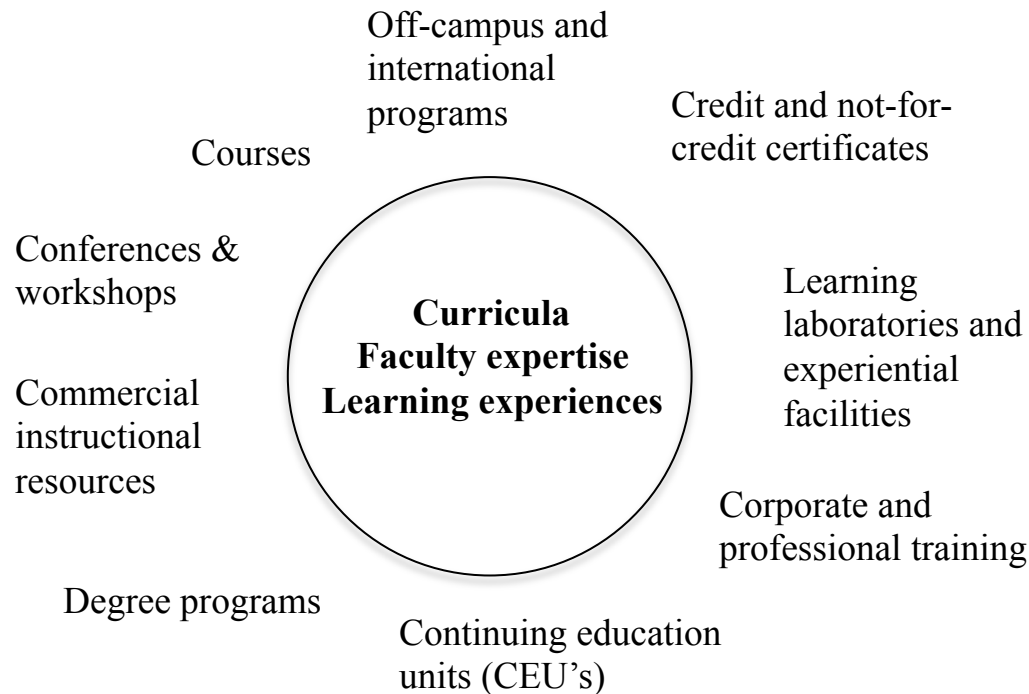 Off-campus and
international
programs
Credit and not-for-
credit certificates
Courses
Conferences &
workshops
Curricula
Faculty expertise
Learning experiences
Learning
laboratories and
experiential
facilities
Commercial
instructional
resources
Corporate and
professional training
Degree programs
Continuing education
units (CEU’s)